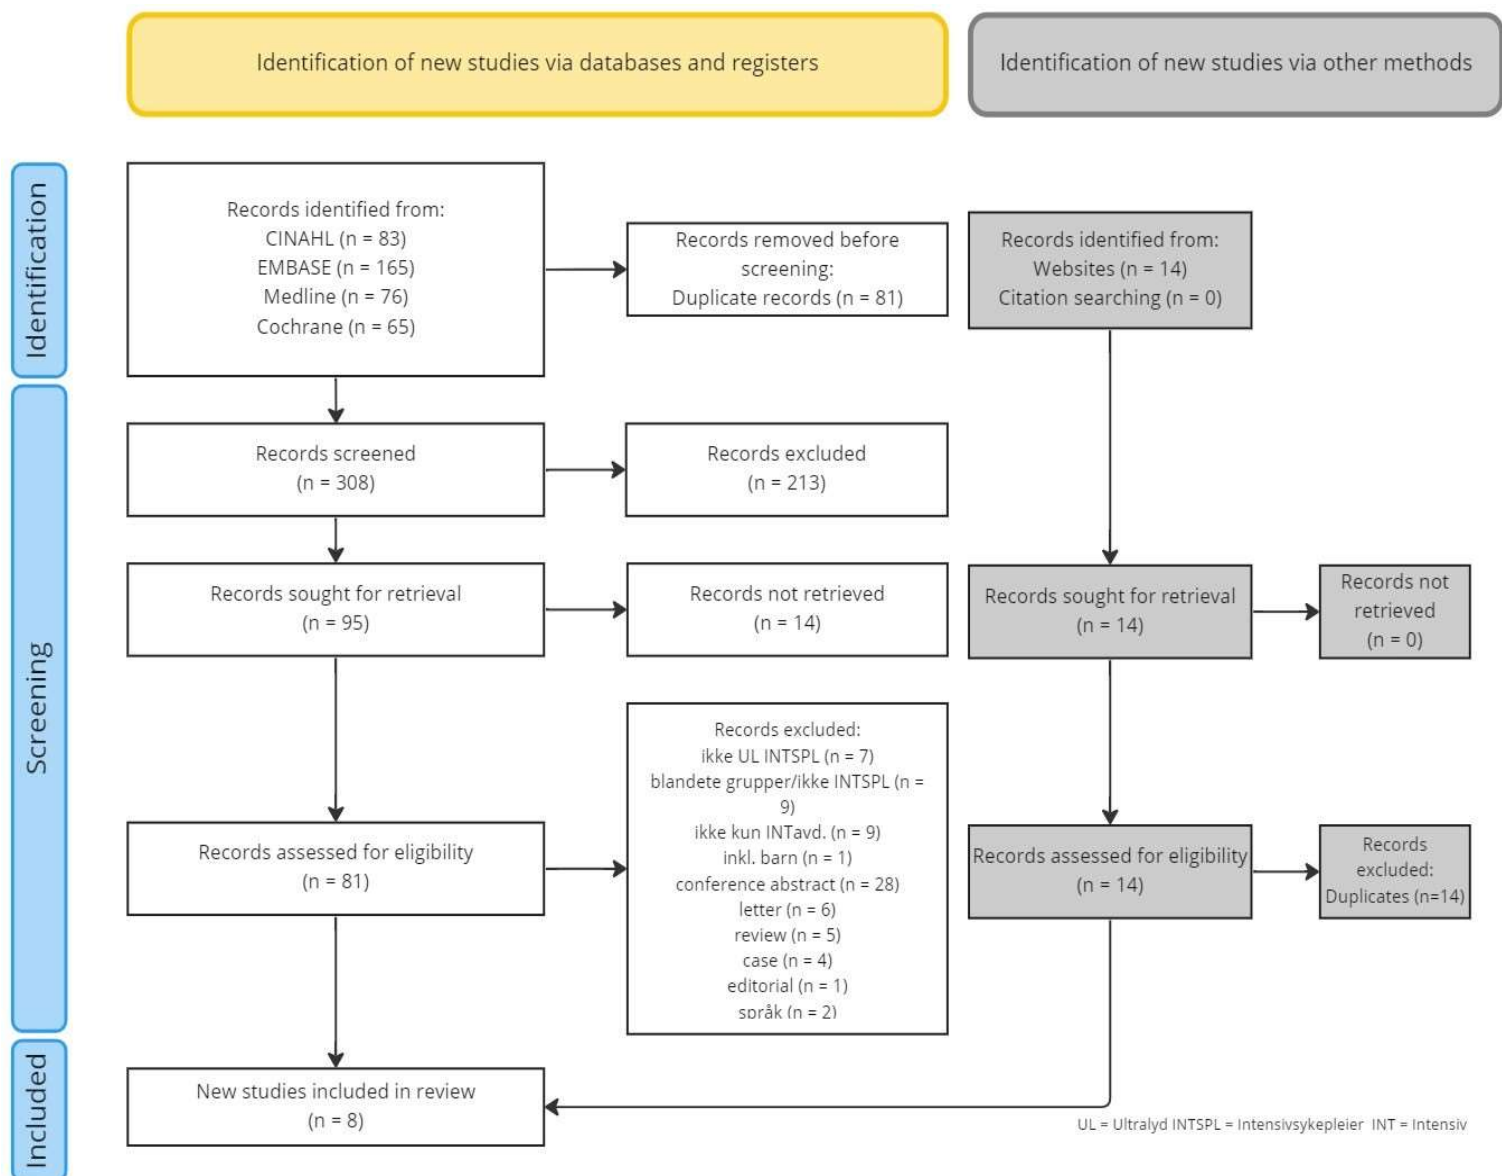 Identification of new studies via databases and registers
Identification of new studies via other methods
Identification
Records identified from:
CINAHL (n = 83)
EMBASE (n = 165)
Medline (n = 76)
Cochrane (n = 65)
Records removed before
screening:
Duplicate records (n = 81)
Records identified from:
Websites (n = 14)
Citation searching (n = 0)
Screening
Records screened
(n = 308)
Records excluded
(n = 213)
Records sought for retrieval
(n = 95)
Records not retrieved
(n = 14)
Records sought for retrieval
(n = 14)
Records not
retrieved
(n = 0)
Records assessed for eligibility
(n = 81)
Records excluded:
ikke UL INTSPL (n = 7)
blandete grupper/ikke INTSPL (n =
9)
ikke kun INTavd. (n = 9)
inkl. barn (n = 1)
conference abstract (n = 28)
letter (n = 6)
review (n = 5)
case (n = 4)
editorial (n = 1)
språk (n = 2)
Records assessed for eligibility
(n = 14)
Records
excluded:
Duplicates (n=14)
Included
New studies included in review
(n = 8)
UL = Ultralyd INTSPL = Intensivsykepleier INT = Intensiv